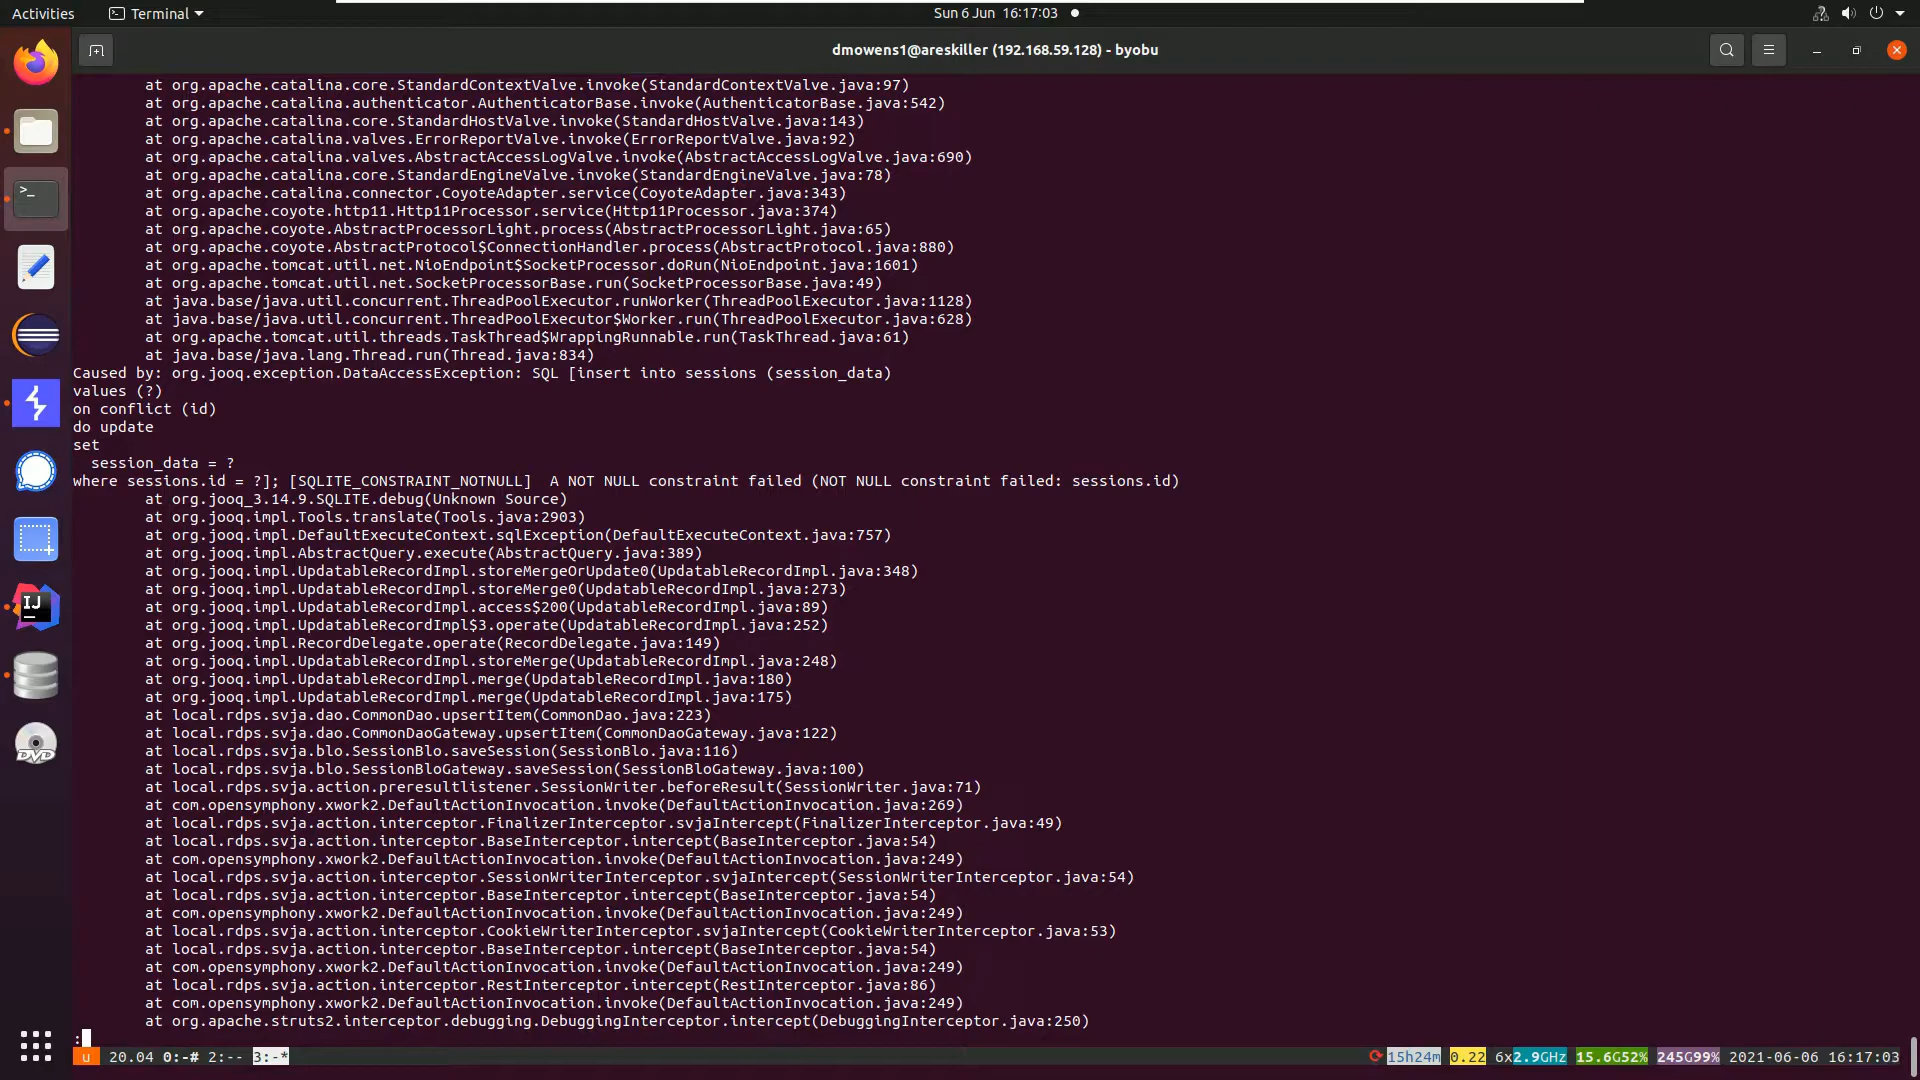 Activities
Terminal
Sun 6 Jun 16:17:03
dmowens1@areskiller (192.168.59.128) - byobu
at org.apache.catalina.core.StandardContextValve.invoke(StandardContextValve.java:97)
at org.apache.catalina.authenticator.AuthenticatorBase.invoke(AuthenticatorBase.java:542)
at org.apache.catalina.core.StandardHostValve.invoke(StandardHostValve.java:143)
at org.apache.catalina.valves.ErrorReportValve.invoke(ErrorReportValve.java:92)
at org.apache.catalina.valves.AbstractAccessLogValve.invoke(AbstractAccessLogValve.java:690)
at org.apache.catalina.core.StandardEngineValve.invoke(StandardEngineValve.java:78)
at org.apache.catalina.connector.CoyoteAdapter.service(CoyoteAdapter.java:343)
at org.apache.coyote.http11.Http11Processor.service(Http11Processor.java:374)
at org.apache.coyote.AbstractProcessorLight.process(AbstractProcessorLight.java:65)
at org.apache.coyote.AbstractProtocol$ConnectionHandler.process(AbstractProtocol.java:880)
at org.apache.tomcat.util.net.NioEndpoint$SocketProcessor.doRun(NioEndpoint.java:1601)
at org.apache.tomcat.util.net.SocketProcessorBase.run(SocketProcessorBase.java:49)
at java.base/java.util.concurrent.ThreadPoolExecutor.runWorker(ThreadPoolExecutor.java:1128)
at java.base/java.util.concurrent.ThreadPoolExecutor$Worker.run(ThreadPoolExecutor.java:628)
at org.apache.tomcat.util.threads.TaskThread$WrappingRunnable.run(TaskThread.java:61)
at java.base/java.lang.Thread.run(Thread.java:834)
Caused by: org.jooq.exception.DataAccessException: SQL [insert into sessions (session_data)
values (?)
on conflict (id)
do update
set
session_data = ?
where sessions.id = ?]; [SQLITE_CONSTRAINT_NOTNULL]  A NOT NULL constraint failed (NOT NULL constraint failed: sessions.id)
at org.jooq_3.14.9.SQLITE.debug(Unknown Source)
at org.jooq.impl.Tools.translate(Tools.java:2903)
at org.jooq.impl.DefaultExecuteContext.sqlException(DefaultExecuteContext.java:757)
at org.jooq.impl.AbstractQuery.execute(AbstractQuery.java:389)
at org.jooq.impl.UpdatableRecordImpl.storeMergeOrUpdate0(UpdatableRecordImpl.java:348)
at org.jooq.impl.UpdatableRecordImpl.storeMerge0(UpdatableRecordImpl.java:273)
at org.jooq.impl.UpdatableRecordImpl.access$200(UpdatableRecordImpl.java:89)
at org.jooq.impl.UpdatableRecordImpl$3.operate(UpdatableRecordImpl.java:252)
at org.jooq.impl.RecordDelegate.operate(RecordDelegate.java:149)
at org.jooq.impl.UpdatableRecordImpl.storeMerge(UpdatableRecordImpl.java:248)
at org.jooq.impl.UpdatableRecordImpl.merge(UpdatableRecordImpl.java:180)
at org.jooq.impl.UpdatableRecordImpl.merge(UpdatableRecordImpl.java:175)
at local.rdps.svja.dao.CommonDao.upsertItem(CommonDao.java:223)
at local.rdps.svja.dao.CommonDaoGateway.upsertItem(CommonDaoGateway.java:122)
at local.rdps.svja.blo.SessionBlo.saveSession(SessionBlo.java:116)
at local.rdps.svja.blo.SessionBloGateway.saveSession(SessionBloGateway.java:100)
at local.rdps.svja.action.preresultlistener.SessionWriter.beforeResult(SessionWriter.java:71)
at com.opensymphony.xwork2.DefaultActionInvocation.invoke(DefaultActionInvocation.java:269)
at local.rdps.svja.action.interceptor.FinalizerInterceptor.svjaIntercept(FinalizerInterceptor.java:49)
at local.rdps.svja.action.interceptor.BaseInterceptor.intercept(BaseInterceptor.java:54)
at com.opensymphony.xwork2.DefaultActionInvocation.invoke(DefaultActionInvocation.java:249)
at local.rdps.svja.action.interceptor.SessionWriterInterceptor.svjaIntercept(SessionWriterInterceptor.java:54)
at local.rdps.svja.action.interceptor.BaseInterceptor.intercept(BaseInterceptor.java:54)
at com.opensymphony.xwork2.DefaultActionInvocation.invoke(DefaultActionInvocation.java:249)
at local.rdps.svja.action.interceptor.CookieWriterInterceptor.svjaIntercept(CookieWriterInterceptor.java:53)
at local.rdps.svja.action.interceptor.BaseInterceptor.intercept(BaseInterceptor.java:54)
at com.opensymphony.xwork2.DefaultActionInvocation.invoke(DefaultActionInvocation.java:249)
at local.rdps.svja.action.interceptor.RestInterceptor.intercept(RestInterceptor.java:86)
at com.opensymphony.xwork2.DefaultActionInvocation.invoke(DefaultActionInvocation.java:249)
at org.apache.struts2.interceptor.debugging.DebuggingInterceptor.intercept(DebuggingInterceptor.java:250)
:
u 20.04 0:-# 2:-- 3:-* 15h24m 0.22 6x2.9GHz 15.6G52% 245G99% 2021-06-06 16:17:03
IJ
DVD